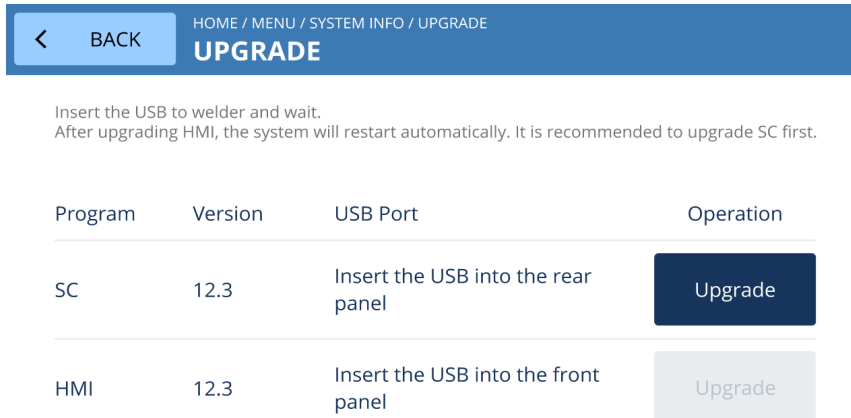 BACK
HOME / MENU / SYSTEM INFO / UPGRADE
UPGRADE
Insert the USB to welder and wait.
After upgrading HMI, the system will restart automatically. It is recommended to upgrade SC first.
Program Version USB Port Operation
SC 12.3 Insert the USB into the rear panel Upgrade
HMI 12.3 Insert the USB into the front panel Upgrade